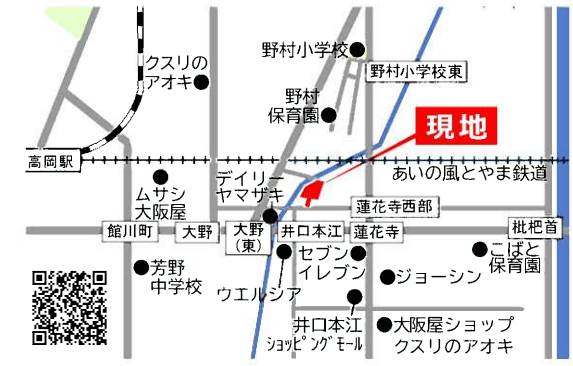 クスリの
アオキ
野村小学校
野村小学校東
野村
保育園
現地
高岡駅
あいの風とやま鉄道
デイリー
ヤマザキ
ムサシ
大阪屋
蓮花寺西部
館川町
大野
大野
(東)
井口本江
蓮花寺
枇杷首
芳野
中学校
ウエルシア
セブン
イレブン
ジョーシン
こばと
保育園
井口本江
ｼｮｯﾋﾟﾝｸﾞﾓｰﾙ
大阪屋ショップ
クスリのアオキ